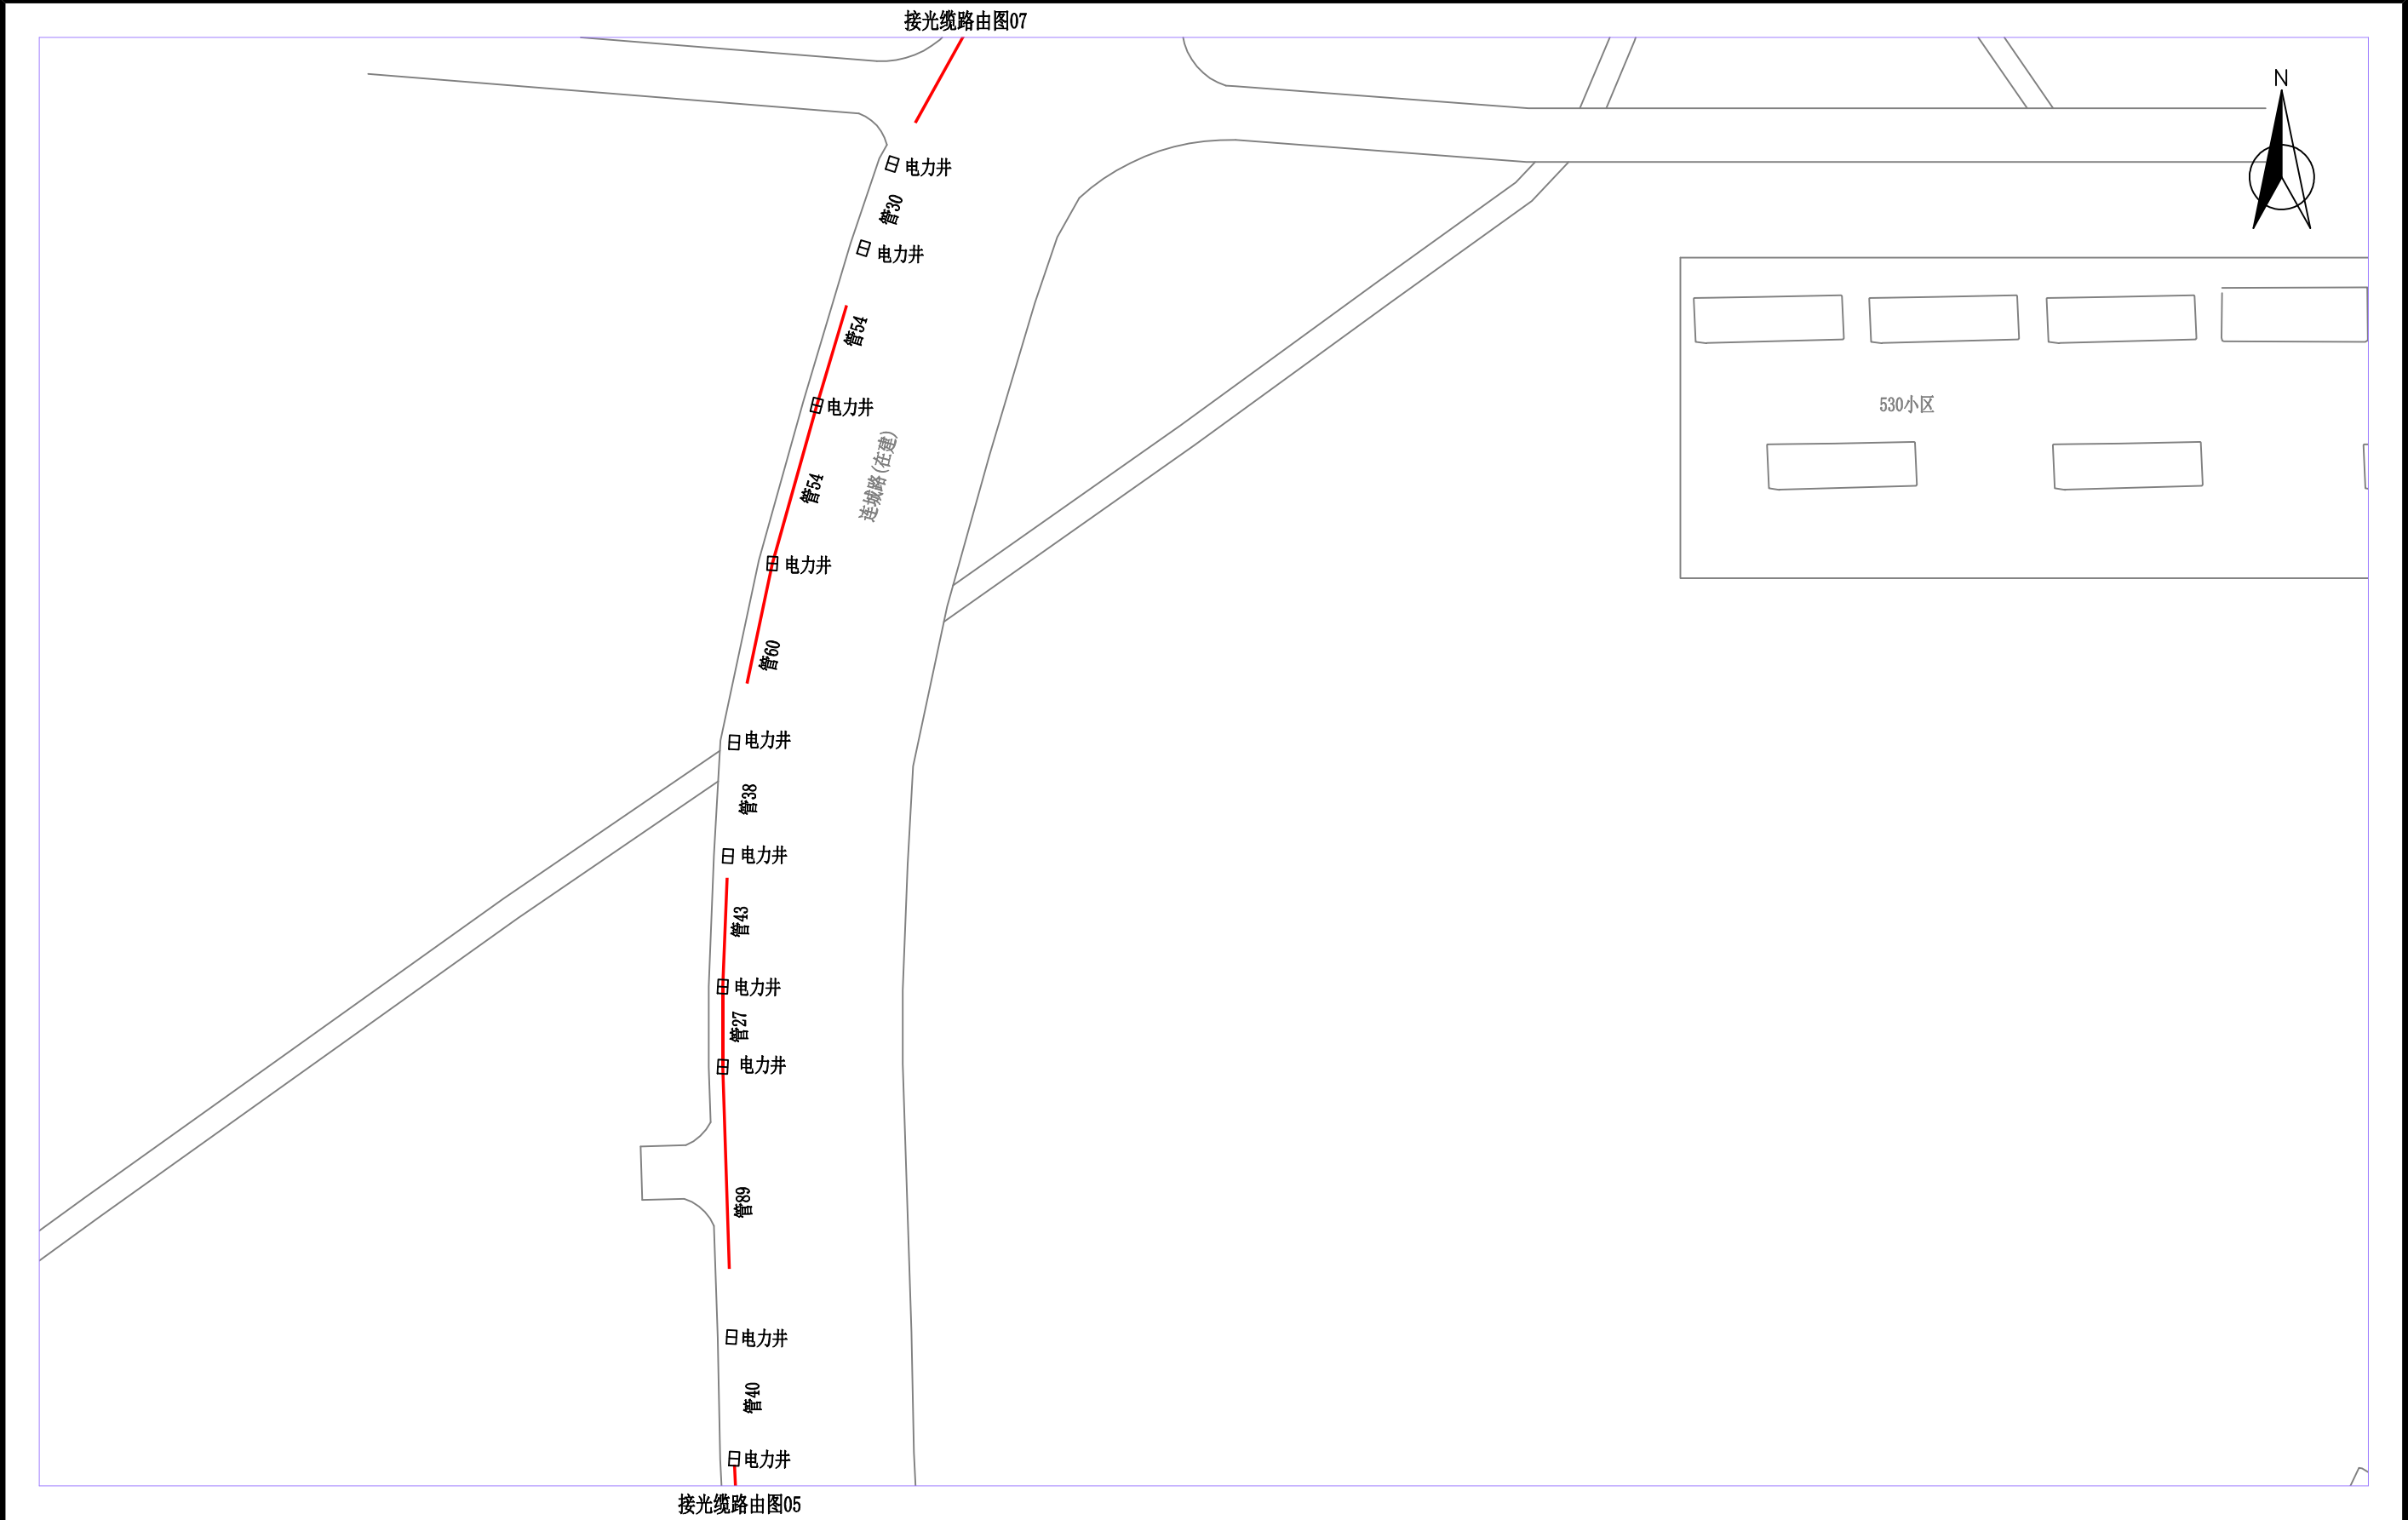 接光缆路由图07
N
电力井
管30
电力井
管54
530小区
电力井
连城路(在建)
管54
电力井
管60
电力井
管38
电力井
管43
电力井
管27
电力井
管89
电力井
管40
电力井
接光缆路由图05